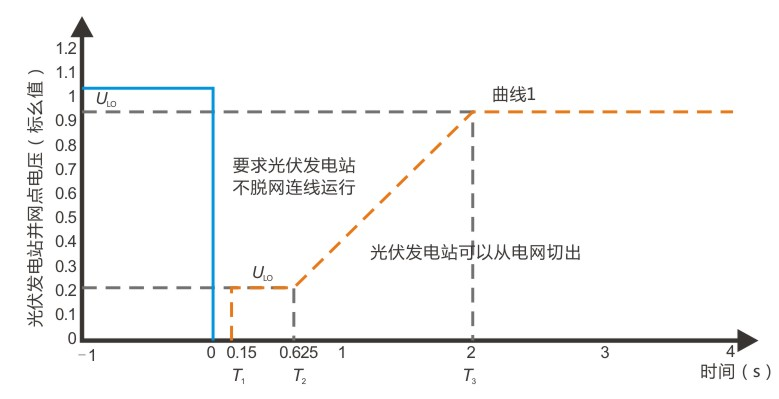 光伏发电站并网点电压(标幺值)
1.2
1.1
1
0.9
0.8
0.7
0.6
0.5
0.4
0.3
0.2
0.1
0
ULO
曲线1
要求光伏发电站
不脱网连线运行
光伏发电站可以从电网切出
ULO
−1 0 0.15 0.625 1 2 3 4
T1 T2 T3
时间(s)